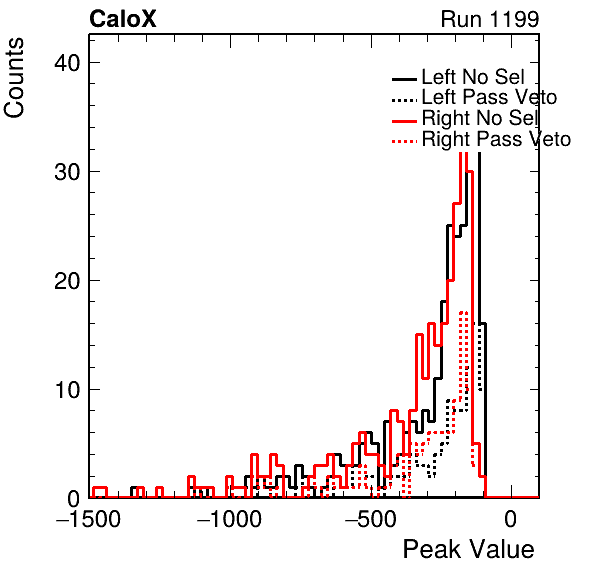 CaloX Run 1199
Counts
40
30
20
10
0
Left No Sel
Left Pass Veto
Right No Sel
Right Pass Veto
−1500 −1000 −500 0
Peak Value